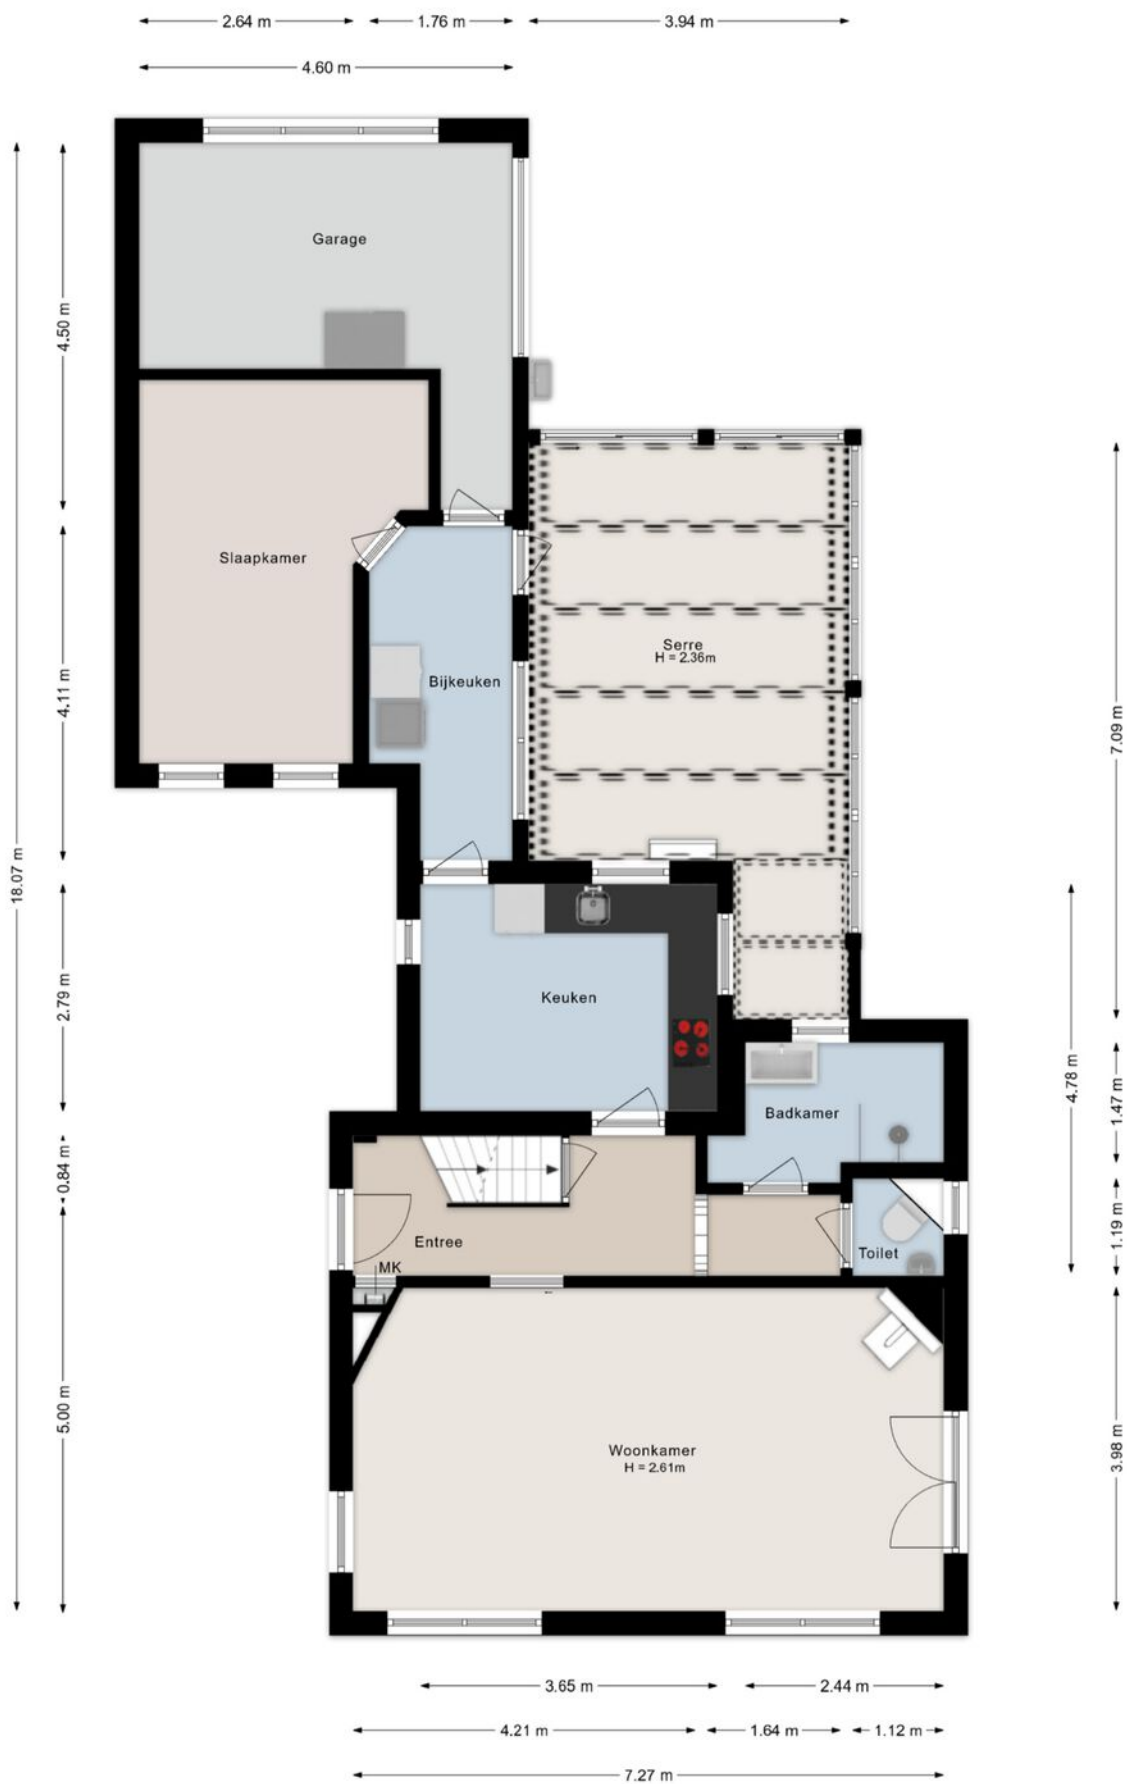 2.64 m
1.76 m
3.94 m
4.60 m
Garage
4.50 m
Slaapkamer
Serre
H = 2.36m
Bijkeuken
4.11 m
7.09 m
18.07 m
Keuken
2.79 m
4.78 m
Badkamer
1.47 m
0.84 m
1.19 m
Entree
Toilet
MK
5.00 m
Woonkamer
H = 2.61m
3.98 m
3.65 m
2.44 m
4.21 m
1.64 m
1.12 m
7.27 m